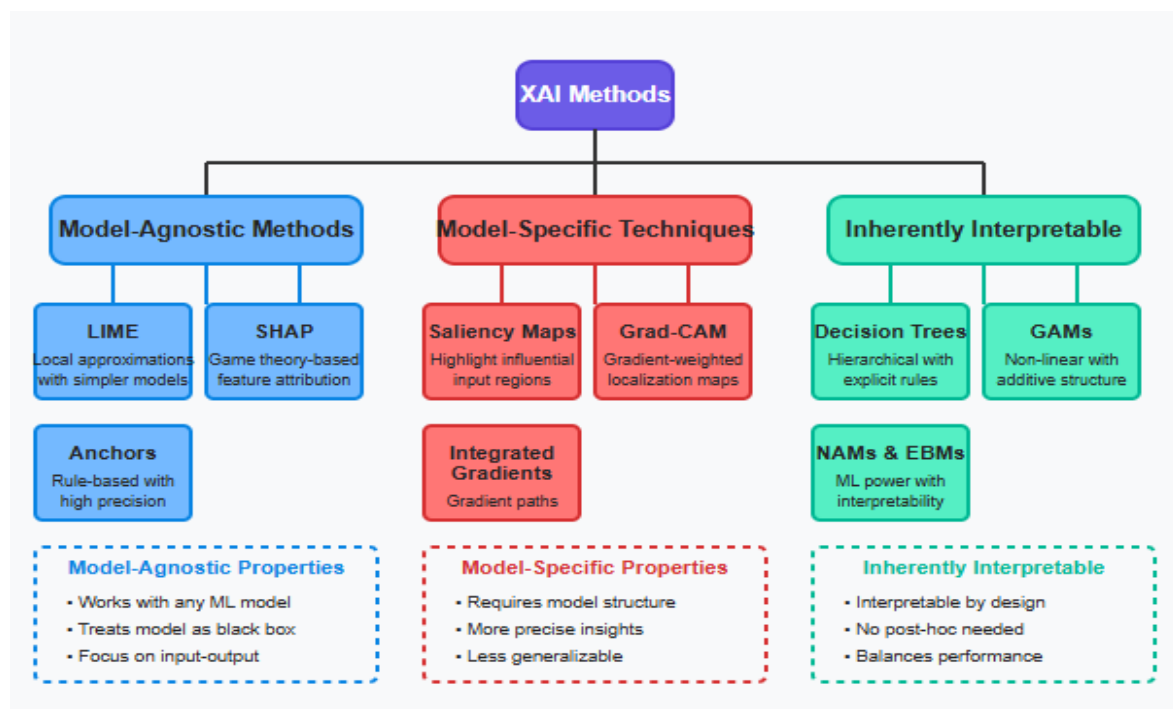 XAI Methods
Model-Agnostic Methods
Model-Specific Techniques
Inherently Interpretable
LIME
Local approximations
with simpler models
SHAP
Game theory-based
feature attribution
Saliency Maps
Highlight influential
input regions
Grad-CAM
Gradient-weighted
localization maps
Decision Trees
Hierarchical with
explicit rules
GAMs
Non-linear with
additive structure
Anchors
Rule-based with
high precision
Integrated
Gradients
Gradient paths
NAMs & EBMs
ML power with
interpretability
Model-Agnostic Properties
▪ Works with any ML model
▪ Treats model as black box
▪ Focus on input-output
Model-Specific Properties
▪ Requires model structure
▪ More precise insights
▪ Less generalizable
Inherently Interpretable
▪ Interpretable by design
▪ No post-hoc needed
▪ Balances performance